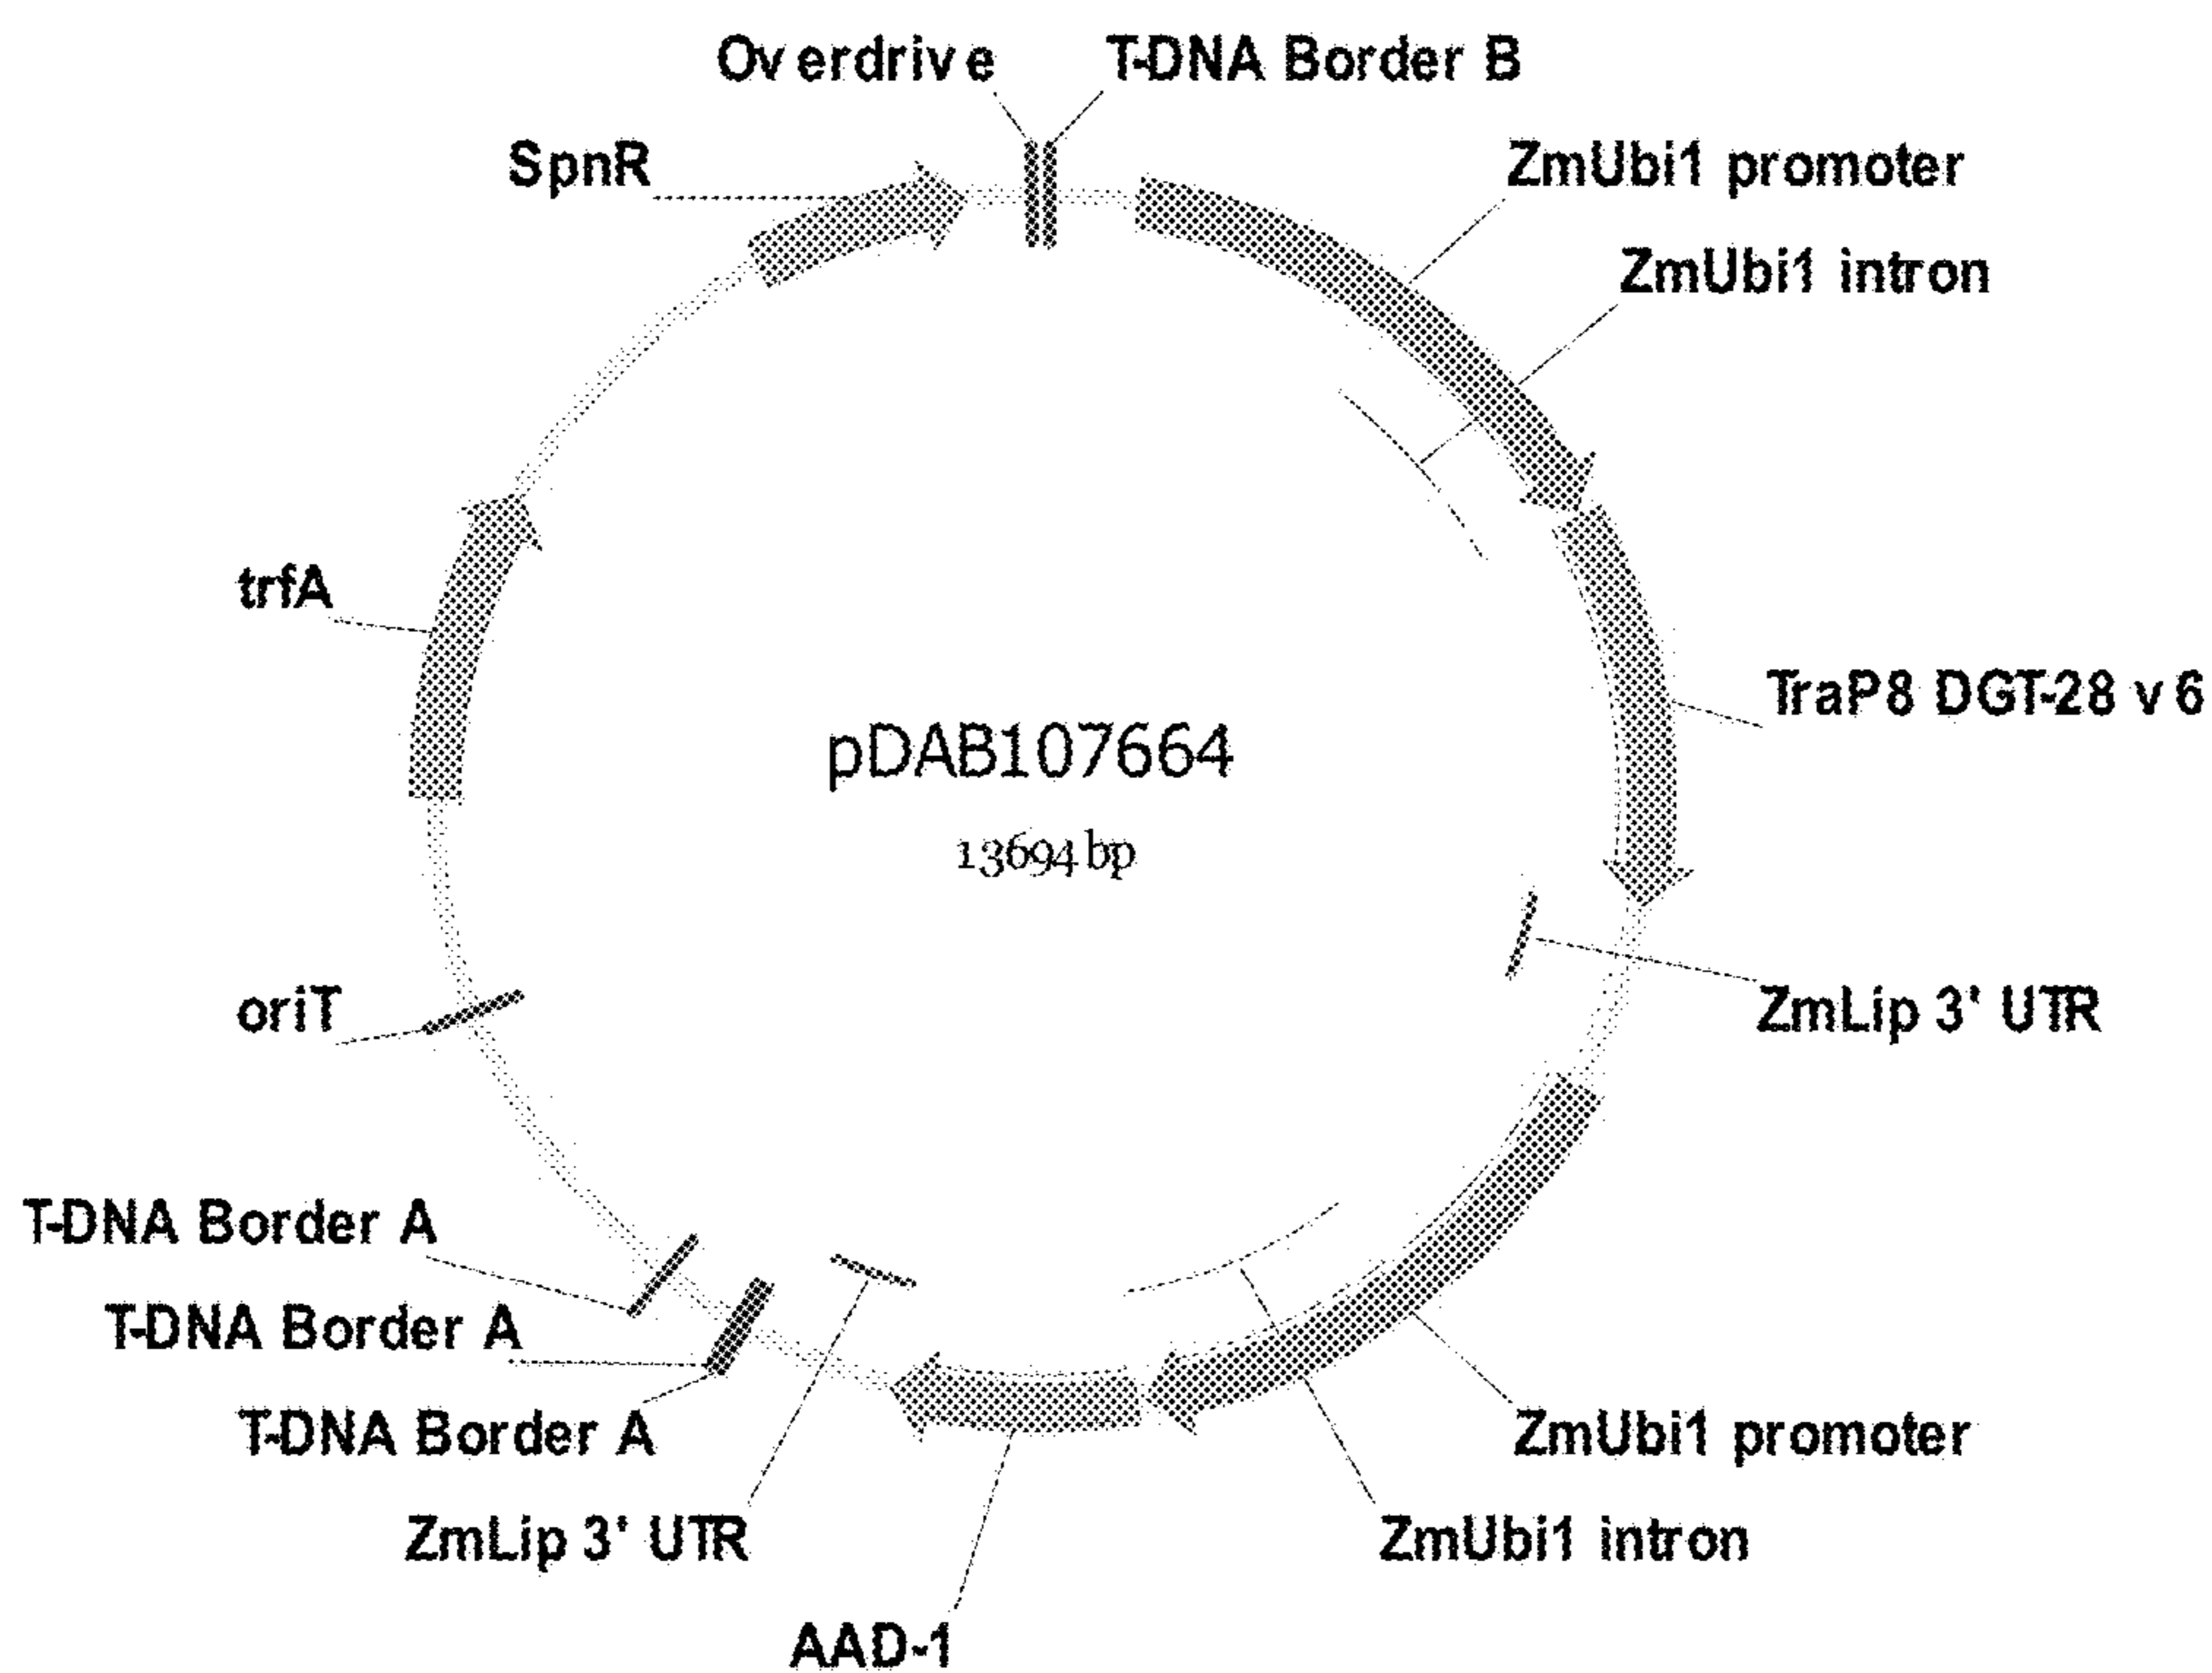 Overdrive
T-DNA Border B
SpnR
ZmUbi1 promoter
ZmUbi1 intron
trfA
TraP8 DGT-28 v6
pDAB107664
13694 bp
oriT
ZmLip 3' UTR
T-DNA Border A
T-DNA Border A
T-DNA Border A
ZmUbi1 promoter
ZmLip 3' UTR
ZmUbi1 intron
AAD-1